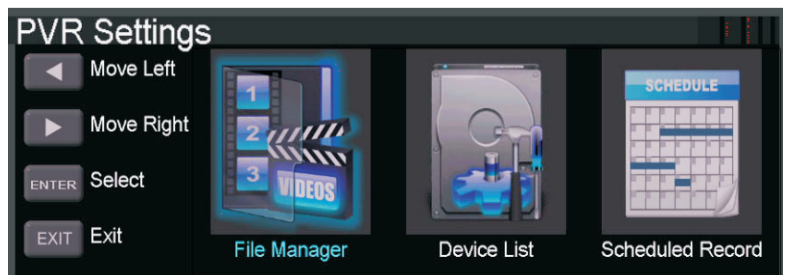 PVR Settings
Move Left
Move Right
ENTER Select
EXIT Exit
1
2
3
VIDEOS
SCHEDULE
File Manager
Device List
Scheduled Record